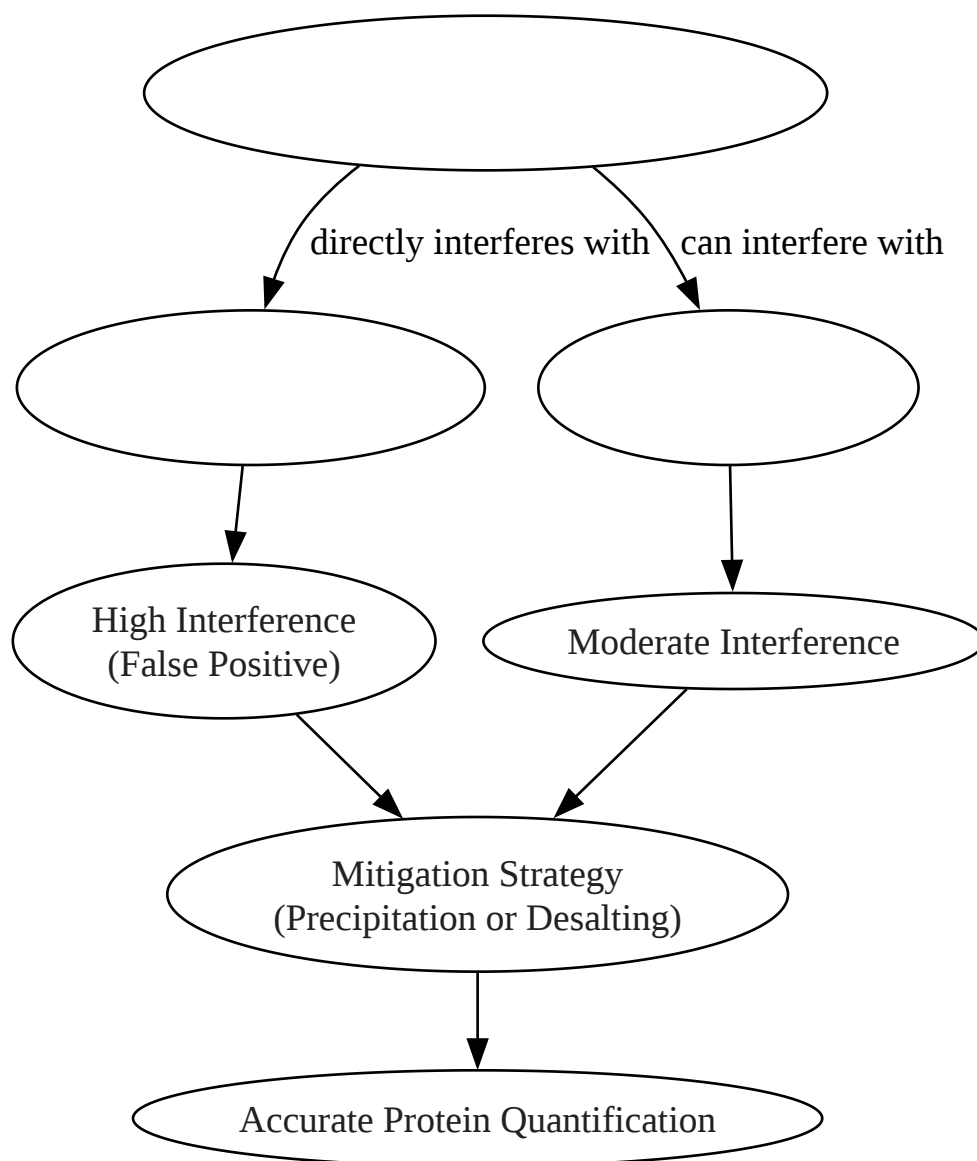 directly interferes with
can interfere with
High Interference
(False Positive)
Moderate Interference
Mitigation Strategy
(Precipitation or Desalting)
Accurate Protein Quantification